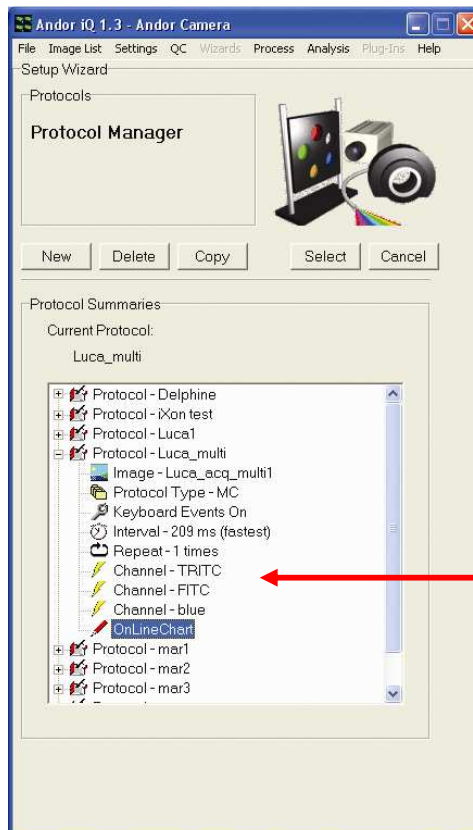 Andor iQ 1.3 - Andor Camera
File Image List Settings QC Wizards Process Analysis Plug-Ins Help
Setup Wizard
Protocols
Protocol Manager
New Delete Copy Select Cancel
Protocol Summaries
Current Protocol:
Luca_multi
Protocol - Delphine
Protocol - iXon test
Protocol - Luca1
Protocol - Luca_multi
Image - Luca_acq_multi1
Protocol Type - MC
Keyboard Events On
Interval - 209 ms (fastest)
Repeat - 1 times
Channel - TRITC
Channel - FITC
Channel - blue
OnLineChart
Protocol - mar1
Protocol - mar2
Protocol - mar3